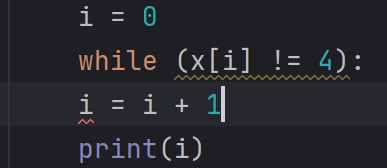 i = 0
while (x[i] != 4):
i = i + 1
print(i)